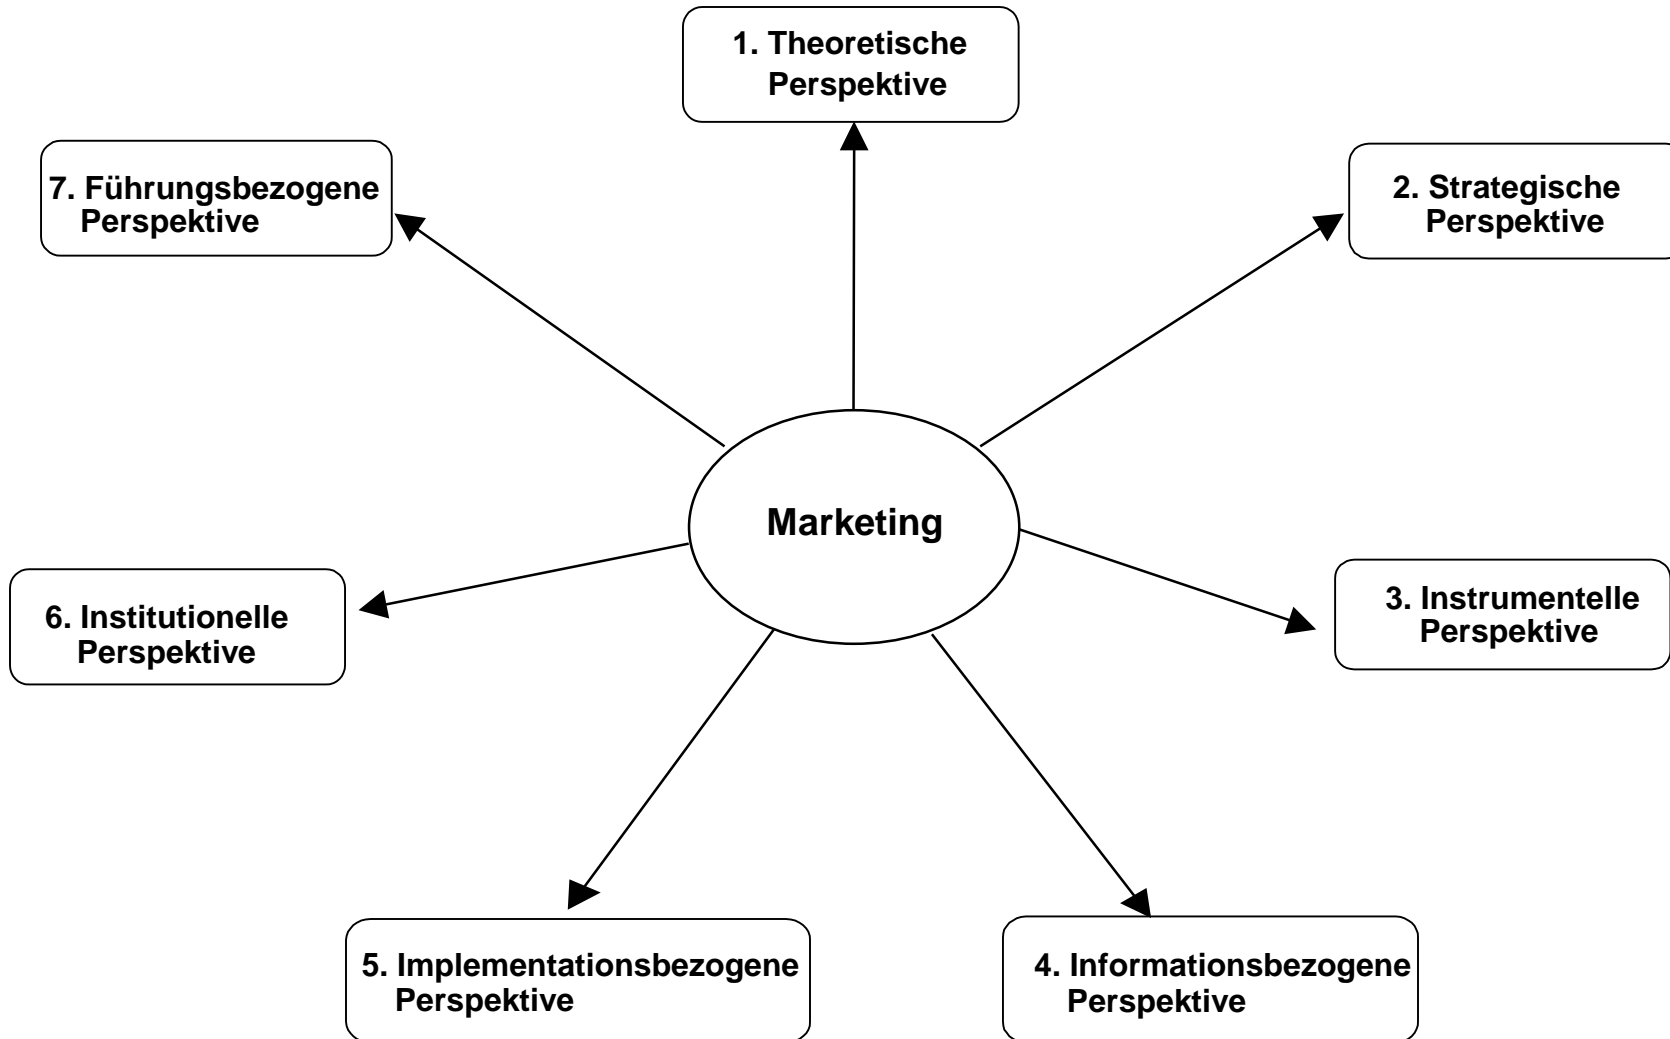 1. Theoretische
Perspektive
2. Strategische
Perspektive
3. Instrumentelle
Perspektive
4. Informationsbezogene
Perspektive
5. Implementationsbezogene
Perspektive
6. Institutionelle
Perspektive
7. Führungsbezogene
Perspektive
Marketing